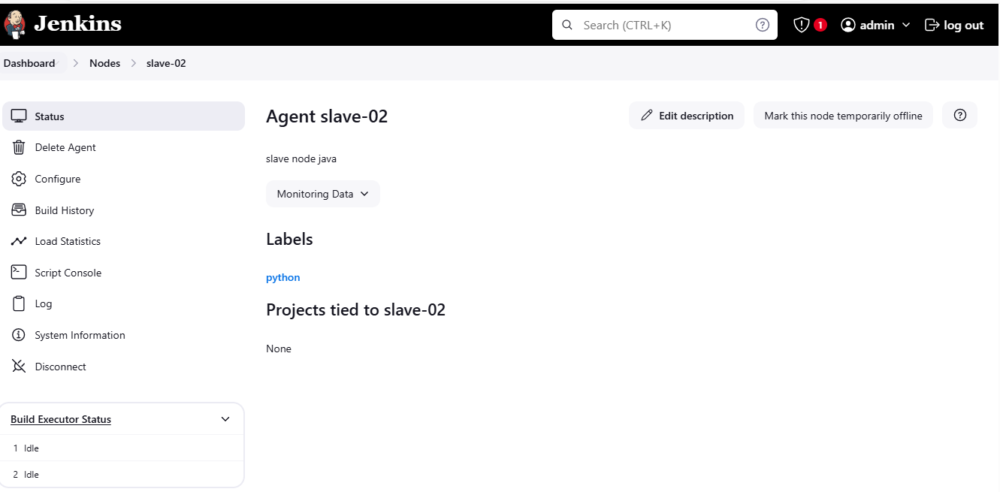 Jenkins
Search (CTRL+K)
1
admin
log out
Dashboard
Nodes
slave-02
Status
Delete Agent
Configure
Build History
Load Statistics
Script Console
Log
System Information
Disconnect
Build Executor Status
1 Idle
2 Idle
Agent slave-02
Edit description
Mark this node temporarily offline
slave node java
Monitoring Data
Labels
python
Projects tied to slave-02
None